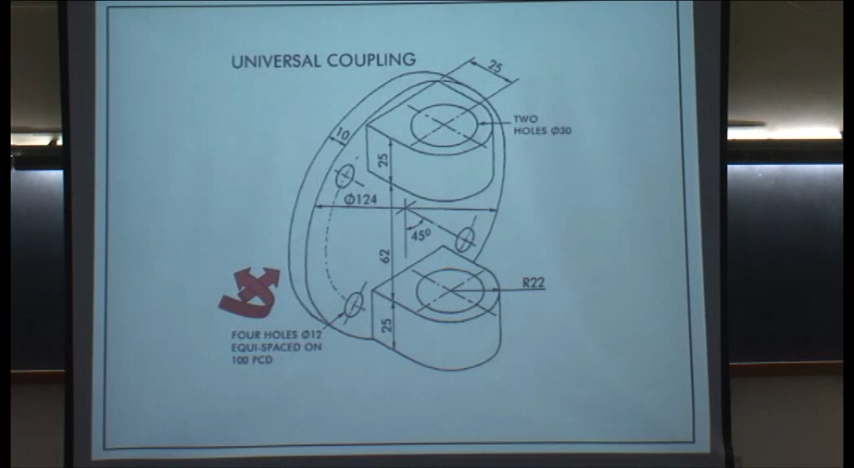 UNIVERSAL COUPLING
25
TWO
HOLES Ø30
10
25
Ø124
45º
62
R22
25
FOUR HOLES Ø12
EQUI-SPACED ON
100 PCD